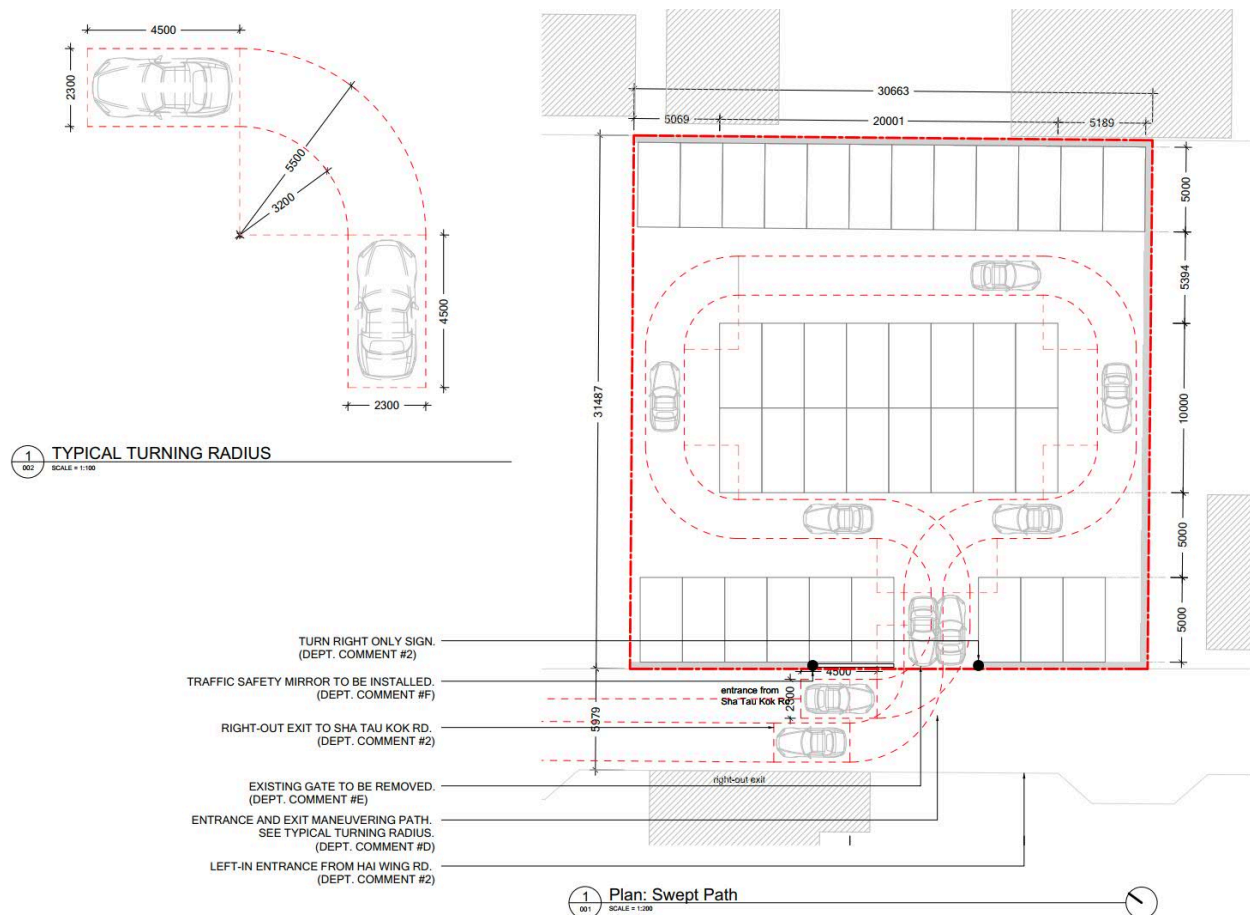 4500
2300
5500
3200
4500
2300
1
002
TYPICAL TURNING RADIUS
SCALE = 1:100
30663
5069
20001
5189
5000
5394
31487
10000
5000
5000
4500
2300
entrance from
Sha Tau Kok Rd.
5979
right-out exit
TURN RIGHT ONLY SIGN.
(DEPT. COMMENT #2)
TRAFFIC SAFETY MIRROR TO BE INSTALLED.
(DEPT. COMMENT #F)
RIGHT-OUT EXIT TO SHA TAU KOK RD.
(DEPT. COMMENT #2)
EXISTING GATE TO BE REMOVED.
(DEPT. COMMENT #E)
ENTRANCE AND EXIT MANEUVERING PATH.
SEE TYPICAL TURNING RADIUS.
(DEPT. COMMENT #D)
LEFT-IN ENTRANCE FROM HAI WING RD.
(DEPT. COMMENT #2)
1
001
Plan: Swept Path
SCALE = 1:200